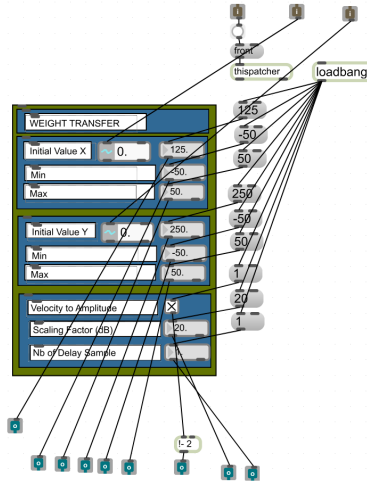 front
thispatcher
loadbang
125
WEIGHT TRANSFER
-50
Initial Value X 0. 125.
50
Min -50.
Max 50.
250
-50
Initial Value Y 0. 250.
50
Min -50.
Max 50.
1
20
Velocity to Amplitude X
1
Scaling Factor (dB) 20.
Nb of Delay Sample
!- 2